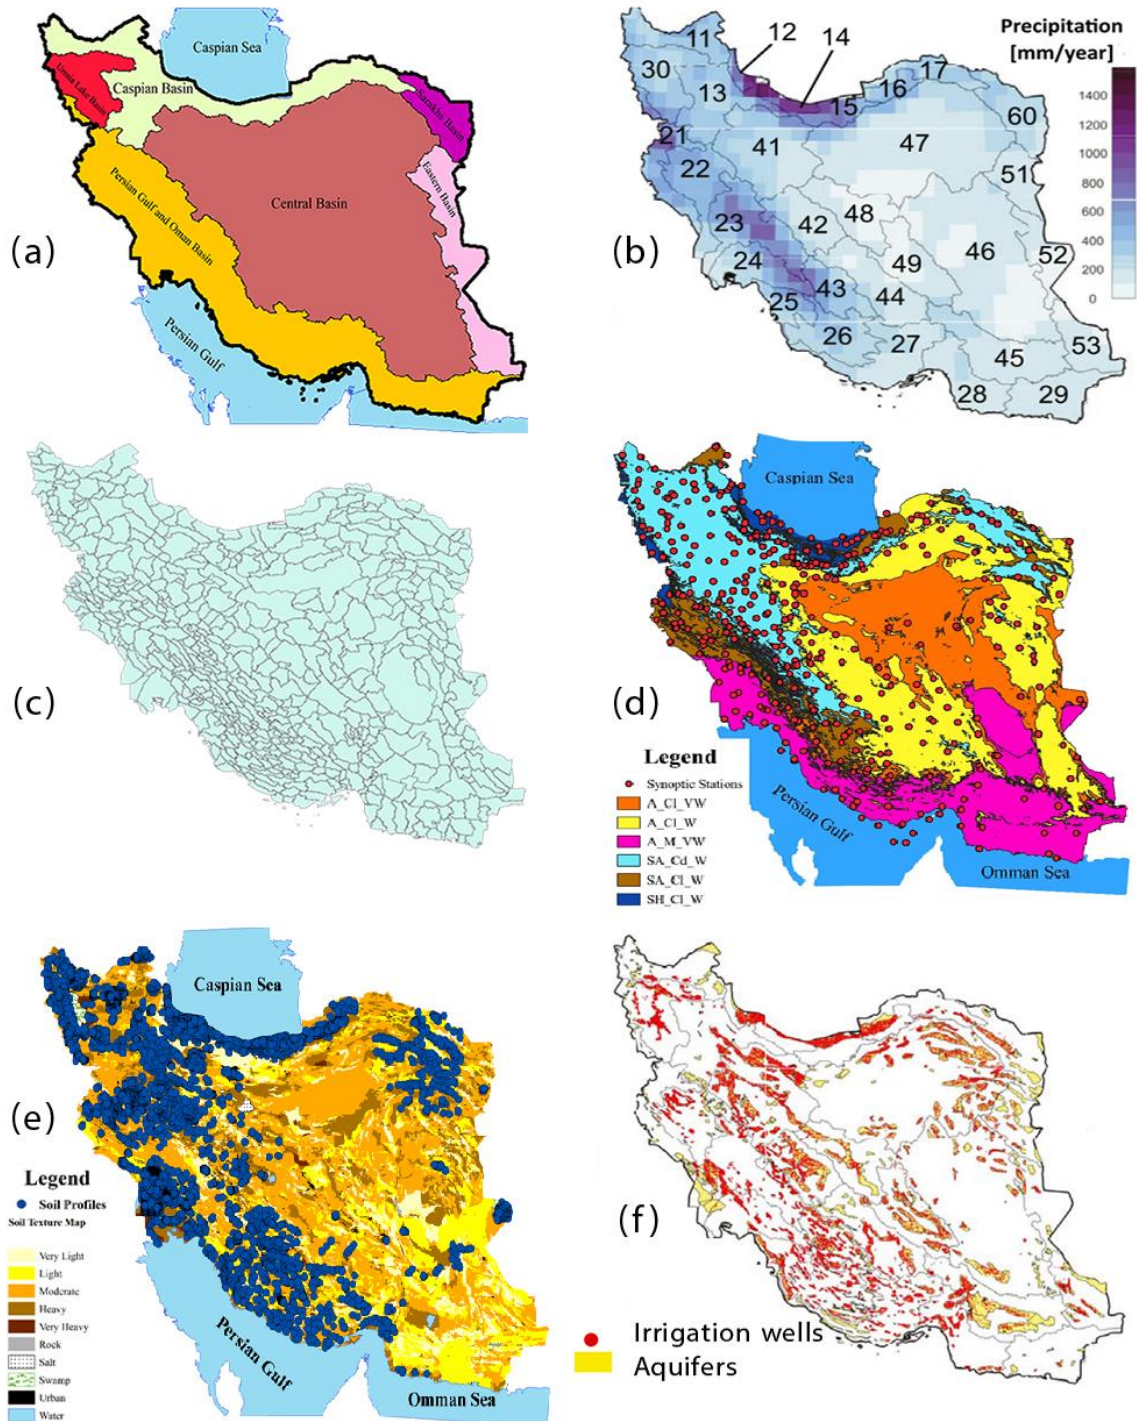 Caspian Sea
Caspian Basin
Urmia Lake Basin
Sarakhs Basin
Eastern Basin
Central Basin
Persian Gulf and Oman Basin
Persian Gulf
(a)
Precipitation
[mm/year]
1400
1200
1000
800
600
400
200
0
11
12
14
30
13
15
16
17
60
21
41
47
22
51
23
42
48
46
52
24
49
25
43
44
26
27
45
53
28
29
(b)
(c)
Caspian Sea
(d)
Legend
Synoptic Stations
A_Cl_VW
A_Cl_W
A_M_VW
SA_Cd_W
SA_Cl_W
SH_Cl_W
Persian Gulf
Omman Sea
Caspian Sea
(e)
Legend
Soil Profiles
Soil Texture Map
Very Light
Light
Moderate
Heavy
Very Heavy
Rock
Salt
Swamp
Urban
Water
Persian Gulf
Omman Sea
(f)
Irrigation wells
Aquifers